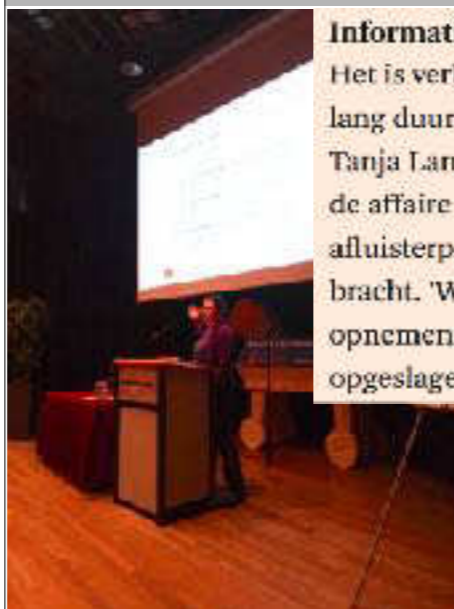 Informat
Het is ver
lang duur
Tanja Lan
de affaire
afluisterp
bracht. 'W
opnemen
opgeslage